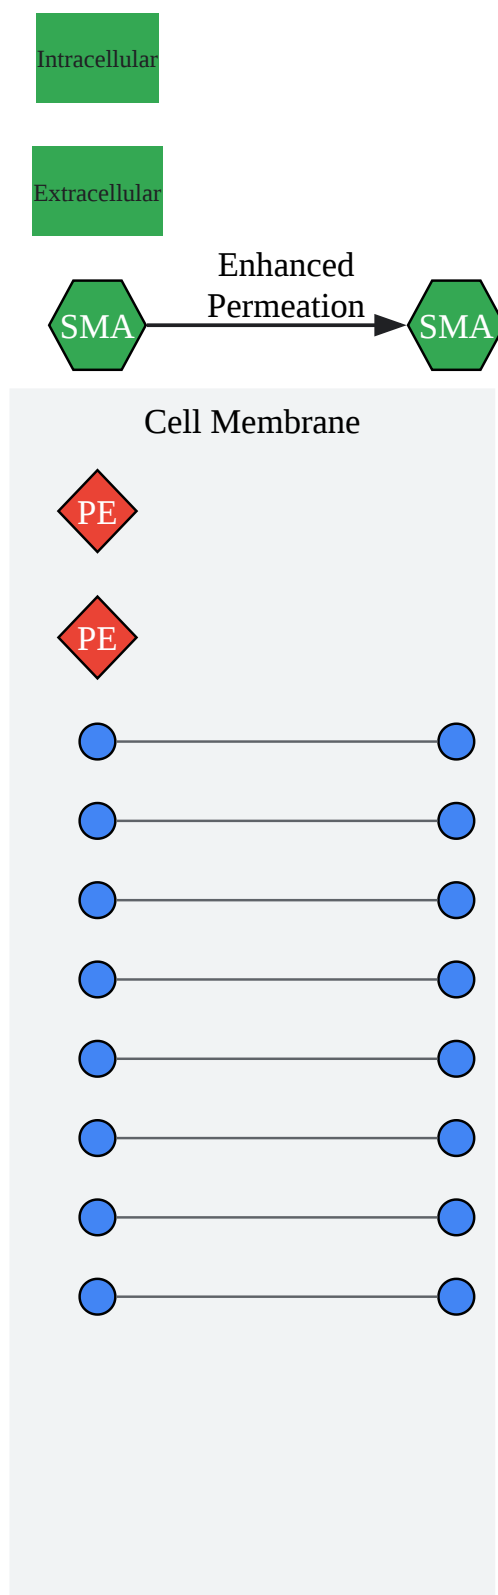 Intracellular
Extracellular
Enhanced
Permeation
SMA
SMA
Cell Membrane
PE
PE